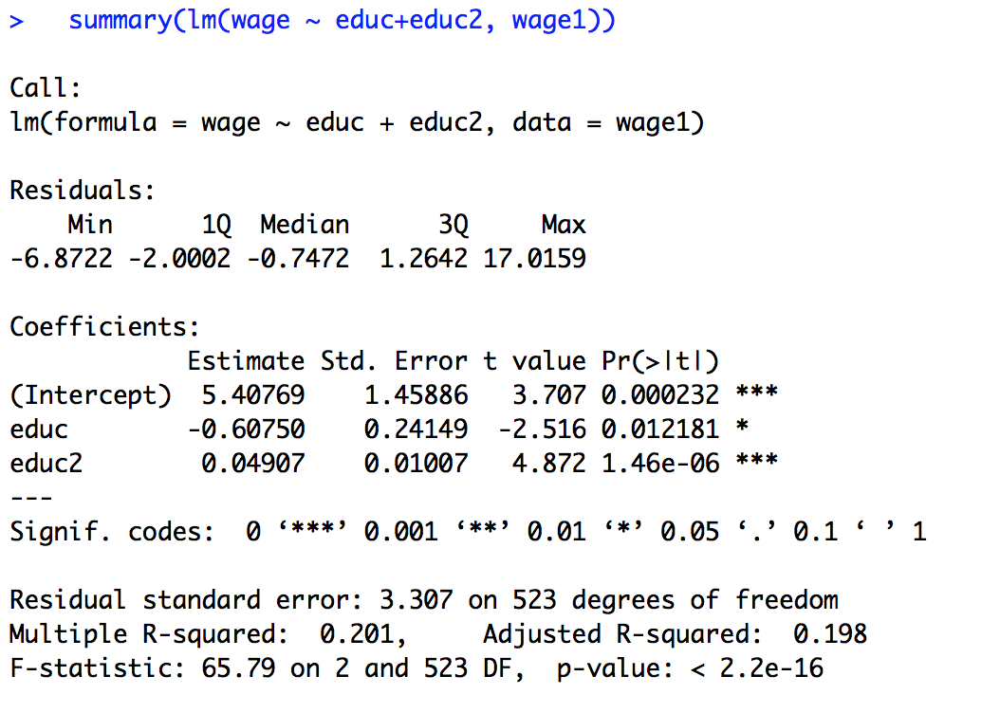 >   summary(lm(wage ~ educ+educ2, wage1))

Call:
lm(formula = wage ~ educ + educ2, data = wage1)

Residuals:
    Min      1Q  Median      3Q     Max
-6.8722 -2.0002 -0.7472  1.2642 17.0159

Coefficients:
            Estimate Std. Error t value Pr(>|t|)
(Intercept)  5.40769    1.45886   3.707 0.000232 ***
educ        -0.60750    0.24149  -2.516 0.012181 *
educ2        0.04907    0.01007   4.872 1.46e-06 ***
---
Signif. codes:  0 ‘***’ 0.001 ‘**’ 0.01 ‘*’ 0.05 ‘.’ 0.1 ‘ ’ 1

Residual standard error: 3.307 on 523 degrees of freedom
Multiple R-squared:  0.201,     Adjusted R-squared:  0.198
F-statistic: 65.79 on 2 and 523 DF,  p-value: < 2.2e-16